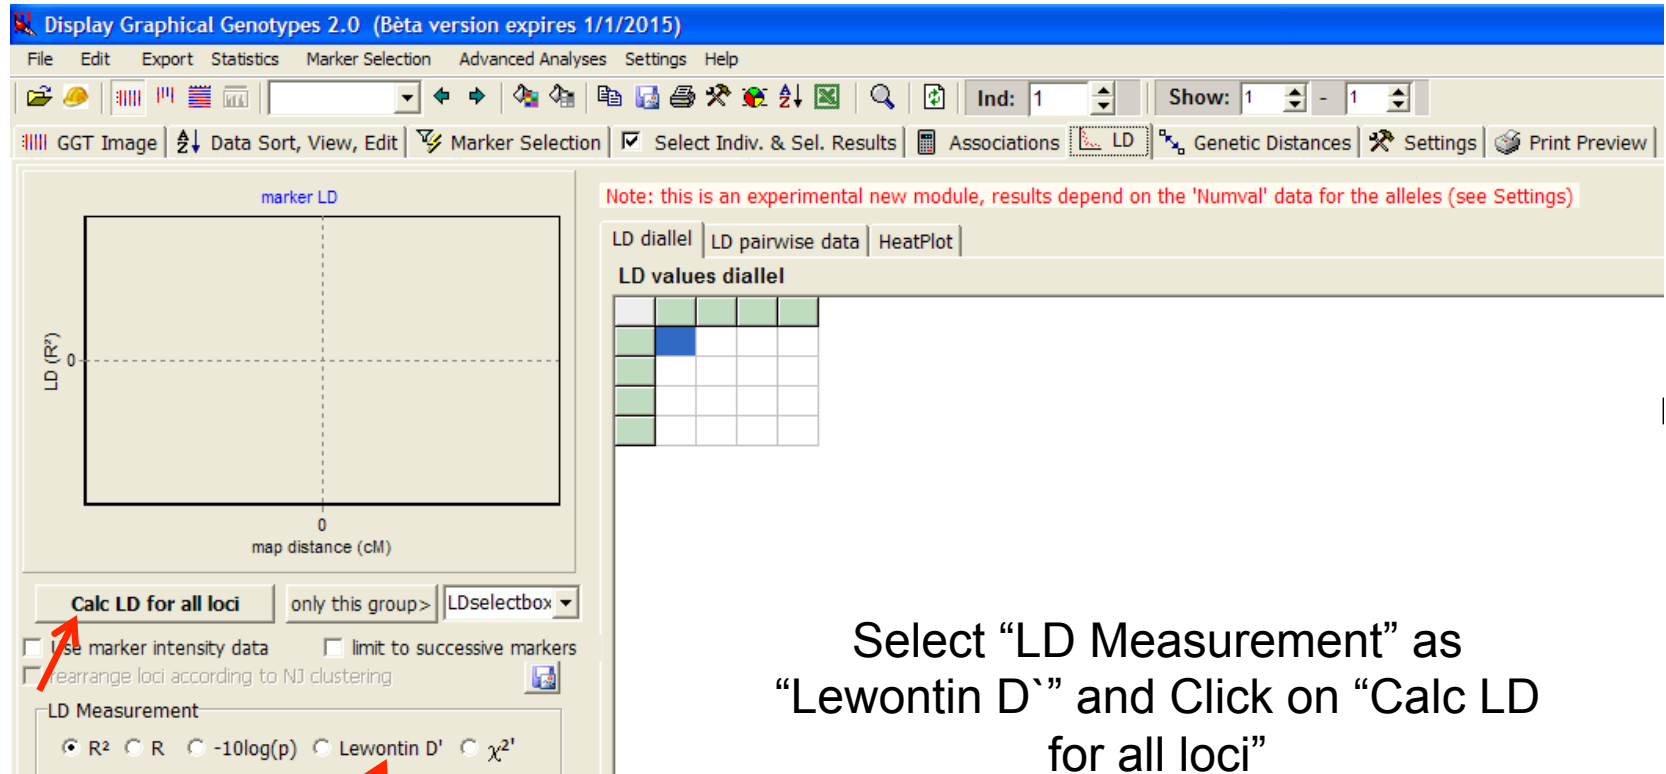 Display Graphical Genotypes 2.0 (Bèta version expires 1/1/2015)
File Edit Export Statistics Marker Selection Advanced Analyses Settings Help
Ind: 1 Show: 1 - 1
GGT Image Data Sort, View, Edit Marker Selection Select Indiv. & Sel. Results Associations LD Genetic Distances Settings Print Preview
Note: this is an experimental new module, results depend on the 'Numval' data for the alleles (see Settings)
marker LD
LD (R²)
0
0
map distance (cM)
LD diallel LD pairwise data HeatPlot
LD values diallel
Calc LD for all loci only this group> LDselectbox
Use marker intensity data limit to successive markers
rearrange loci according to NJ clustering
LD Measurement
R² R -10log(p) Lewontin D' χ²'
Select “LD Measurement” as
“Lewontin D`” and Click on “Calc LD
for all loci”